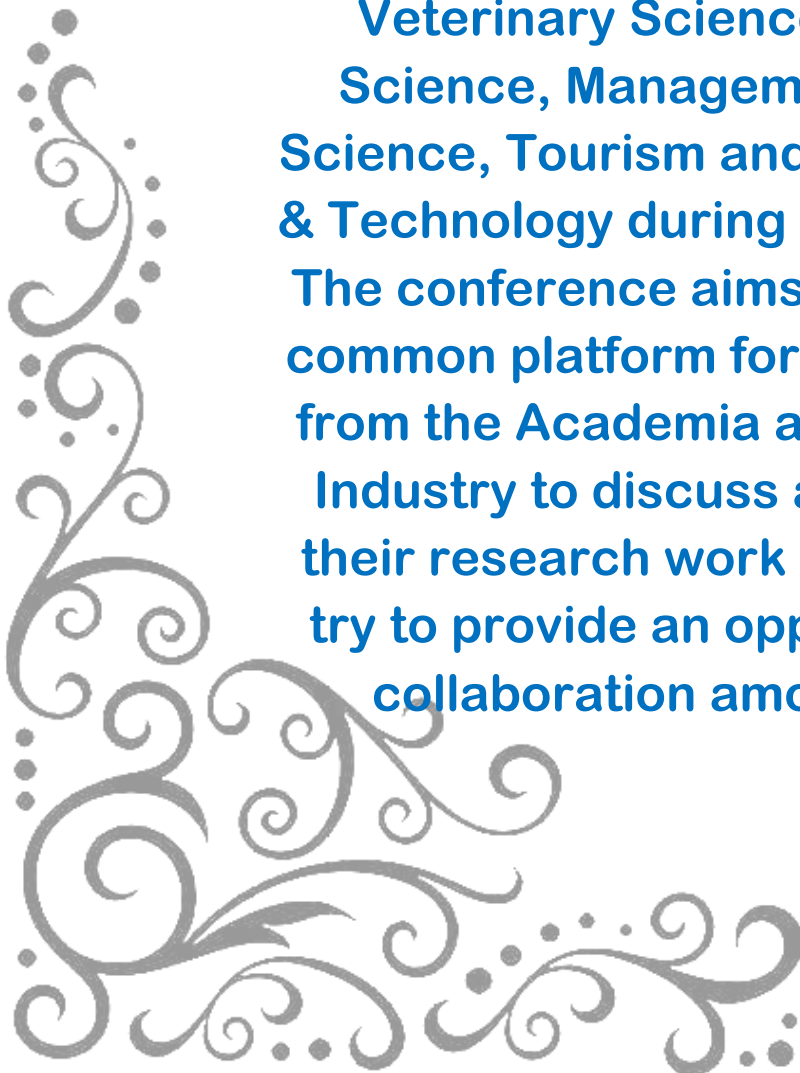 Veterinary Scienc
Science, Managem
Science, Tourism and
& Technology during
The conference aims
common platform for
from the Academia a
Industry to discuss a
their research work
try to provide an opp
collaboration amo